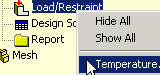 Load/Restraint
Design Sc
Report
Mesh
Hide All
Show All
Temperature.